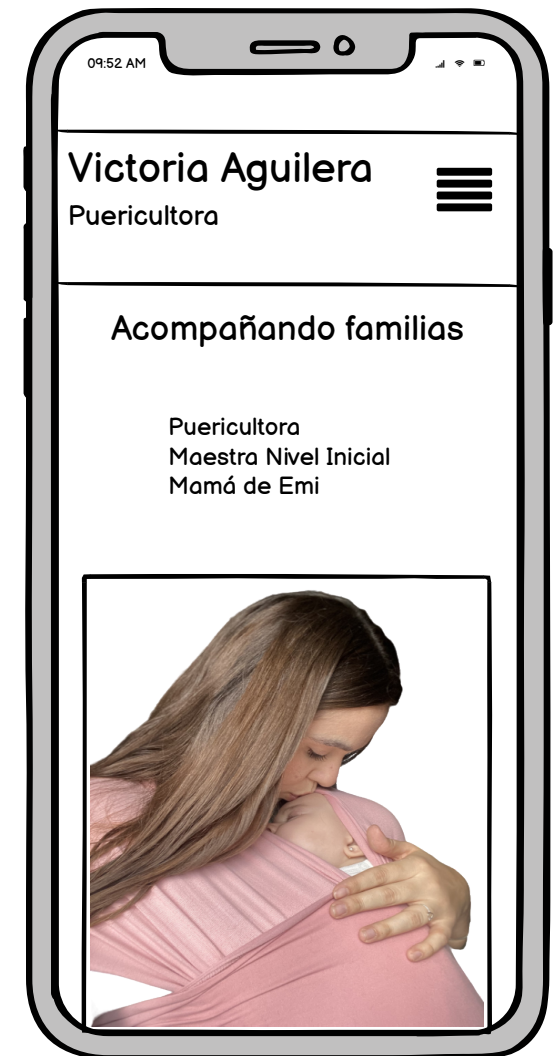 09:52 AM
Victoria Aguilera
Puericultora
Acompañando familias
Puericultora
Maestra Nivel Inicial
Mamá de Emi